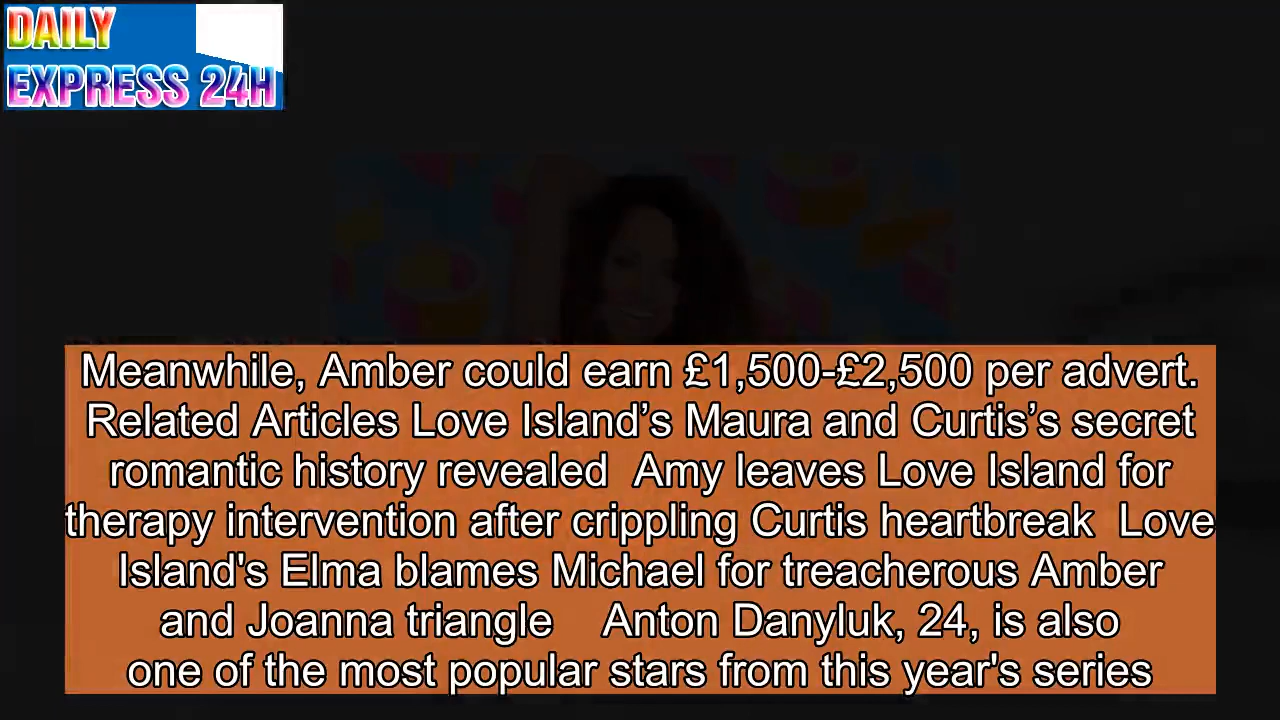 DAILY
EXPRESS 24H
Meanwhile, Amber could earn £1,500-£2,500 per advert.
Related Articles Love Island’s Maura and Curtis’s secret
romantic history revealed  Amy leaves Love Island for
therapy intervention after crippling Curtis heartbreak  Love
Island's Elma blames Michael for treacherous Amber
and Joanna triangle    Anton Danyluk, 24, is also
one of the most popular stars from this year's series